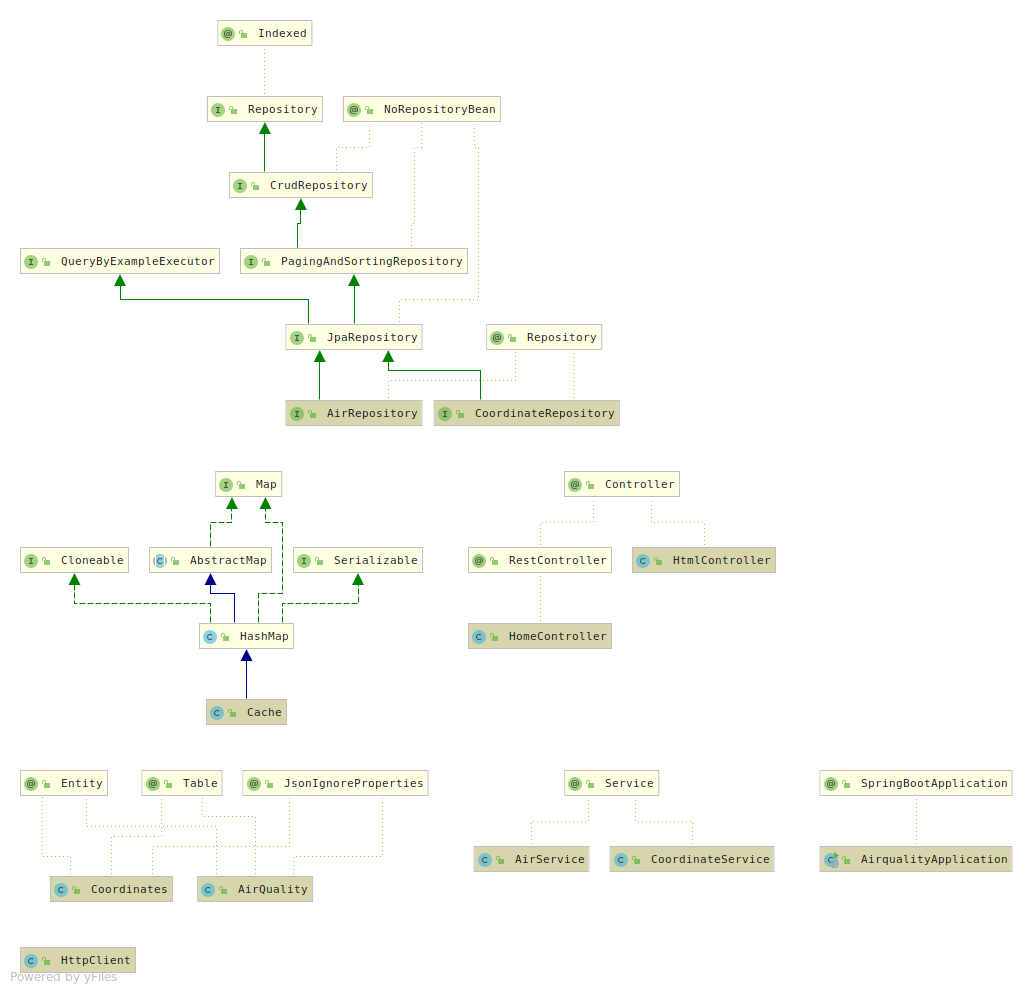 Indexed
Repository
NoRepositoryBean
CrudRepository
QueryByExampleExecutor
PagingAndSortingRepository
JpaRepository
Repository
AirRepository
CoordinateRepository
Map
Controller
Cloneable
AbstractMap
Serializable
RestController
HtmlController
HashMap
HomeController
Cache
Entity
Table
JsonIgnoreProperties
Service
SpringBootApplication
AirService
CoordinateService
AirqualityApplication
Coordinates
AirQuality
HttpClient
Powered by yFiles